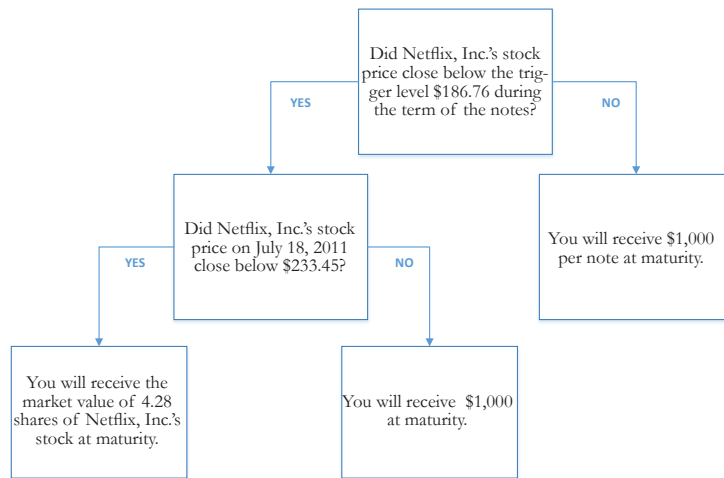 Did Netflix, Inc.'s stock
price close below the trig-
ger level $186.76 during
the term of the notes?
YES
NO
Did Netflix, Inc.'s stock
price on July 18, 2011
close below $233.45?
You will receive $1,000
per note at maturity.
YES
NO
You will receive the
market value of 4.28
shares of Netflix, Inc.'s
stock at maturity.
You will receive $1,000
at maturity.